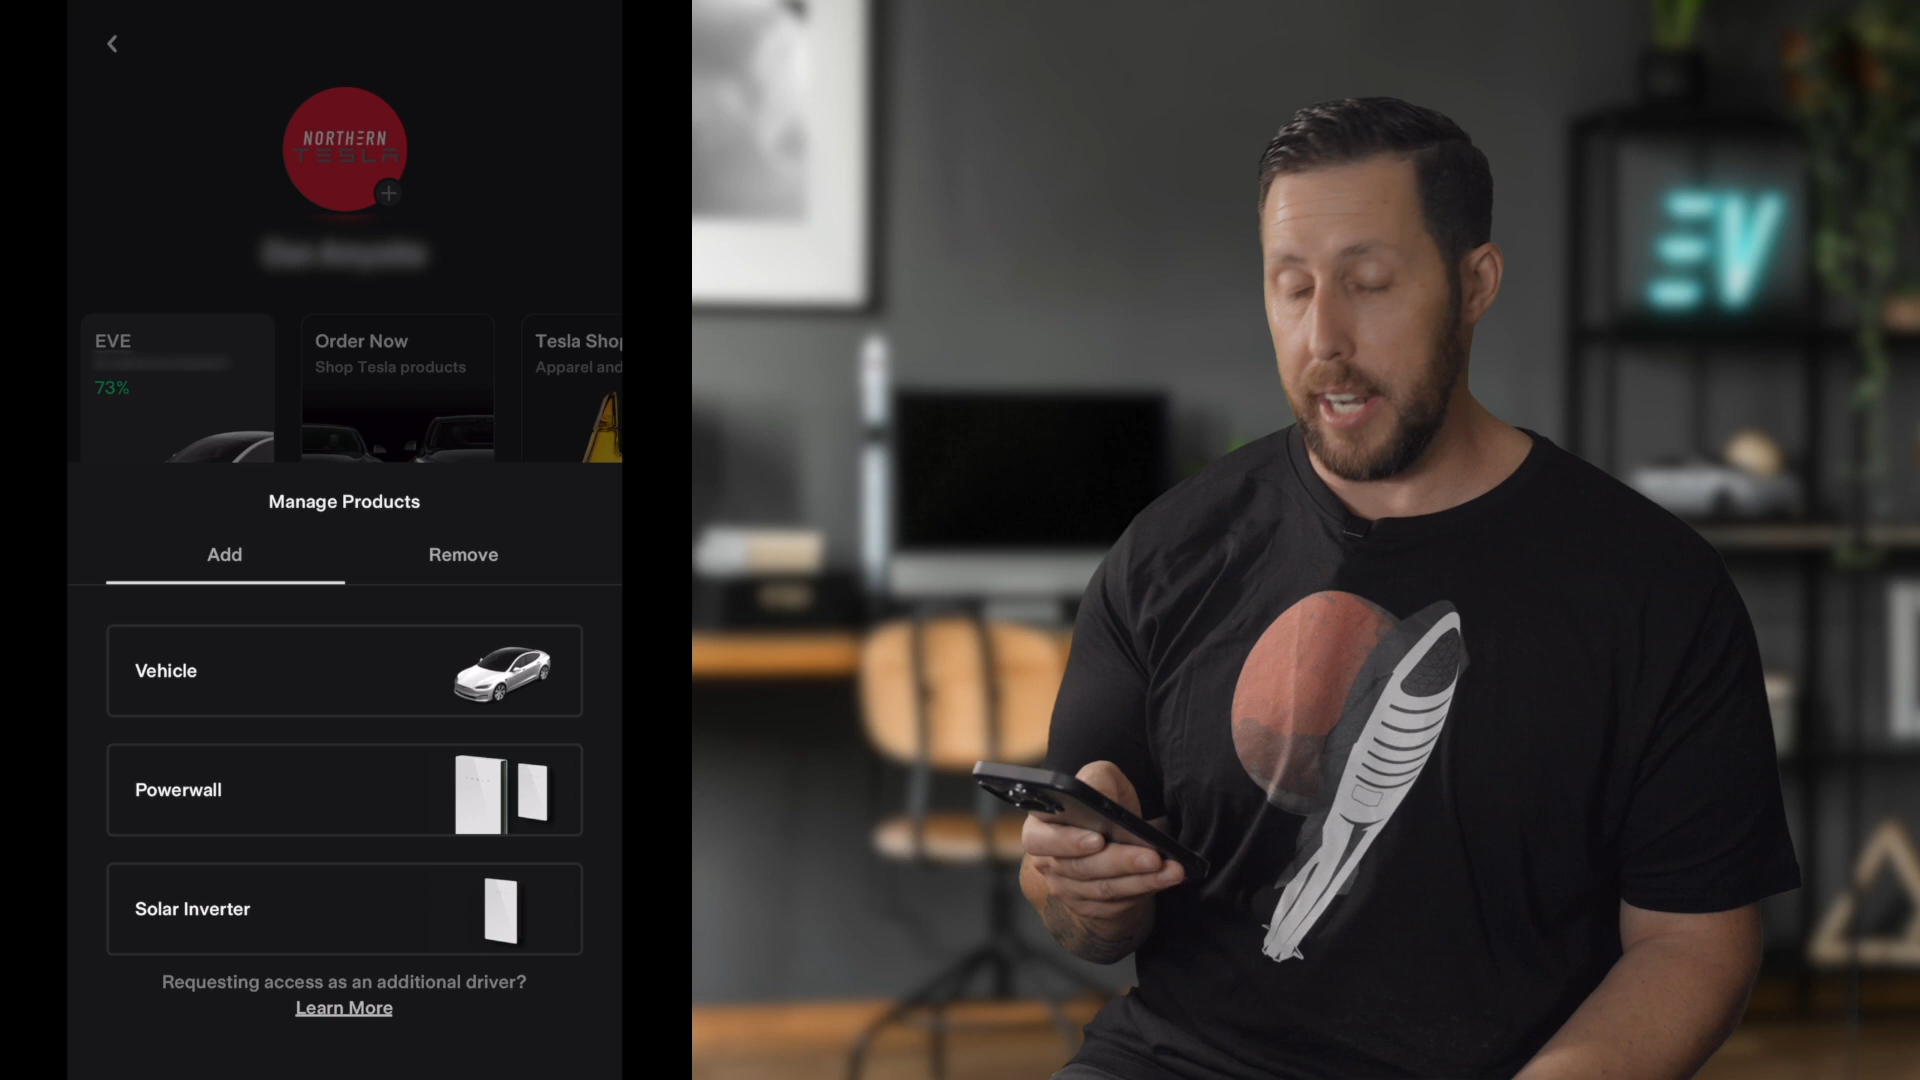 NORTHERN
TESLA
EVE
73%
Order Now
Shop Tesla products
Tesla Shop
Apparel and
Manage Products
Add
Remove
Vehicle
Powerwall
Solar Inverter
Requesting access as an additional driver?
Learn More
EV